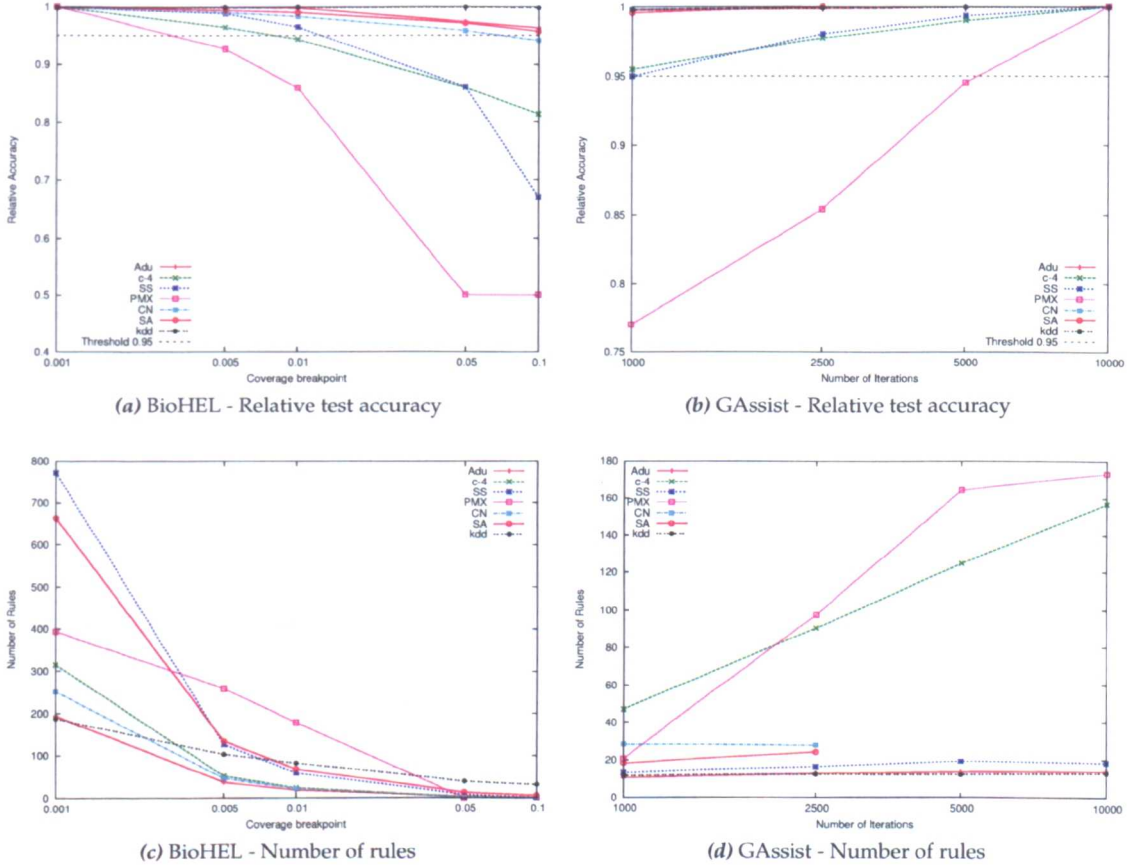 1
0.9
0.8
0.7
0.6
0.5
0.4
Relative Accuracy
Adu
c-4
SS
PMX
CN
SA
kdd
Threshold 0.95
0.001
0.005
0.01
0.05
0.1
Coverage breakpoint
(a) BioHEL - Relative test accuracy
1
0.95
0.9
0.85
0.8
0.75
Relative Accuracy
Adu
c-4
SS
PMX
CN
SA
kdd
Threshold 0.95
1000
2500
5000
10000
Number of Iterations
(b) GAssist - Relative test accuracy
800
700
600
500
400
300
200
100
0
Number of Rules
Adu
c-4
SS
PMX
CN
SA
kdd
0.001
0.005
0.01
0.05
0.1
Coverage breakpoint
(c) BioHEL - Number of rules
180
160
140
120
100
80
60
40
20
0
Number of Rules
Adu
c-4
SS
PMX
CN
SA
kdd
1000
2500
5000
10000
Number of Iterations
(d) GAssist - Number of rules